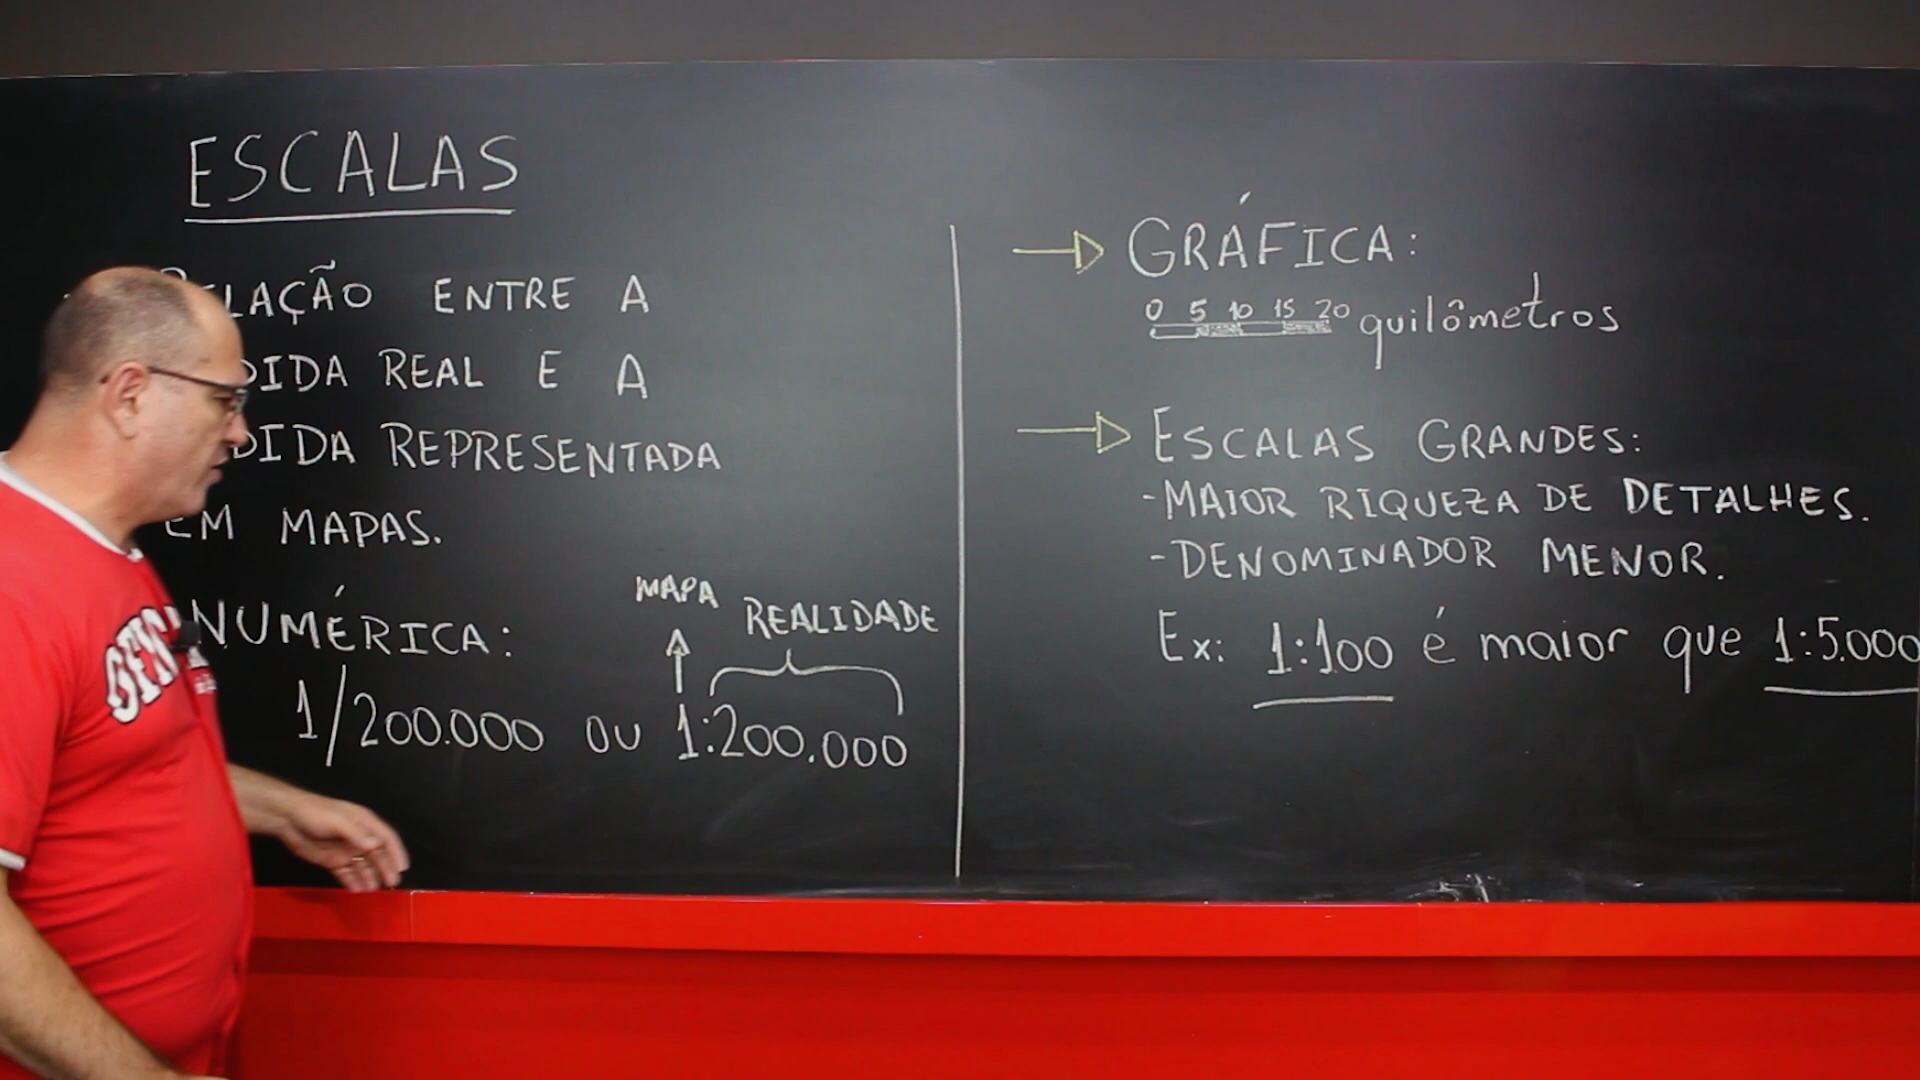 ESCALAS
ENTRE A
REAL E A
REPRESENTADA
EM MAPAS.
NUMÉRICA:
MAPA
REALIDADE
1/200.000 ou 1:200.000
GRÁFICA:
0 5 10 15 20 quilômetros
ESCALAS GRANDES:
-MAIOR RIQUEZA DE DETALHES.
-DENOMINADOR MENOR.
Ex: 1:100 é maior que 1:5.000